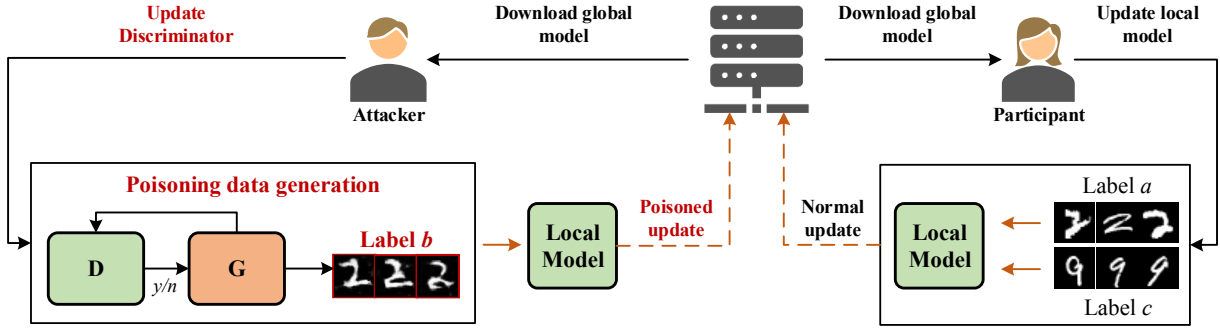 Update
Discriminator
Download global
model
Download global
model
Update local
model
Attacker
Participant
Poisoning data generation
Label b
D
G
y/n
Local
Model
Poisoned
update
Normal
update
Local
Model
Label a
Label c